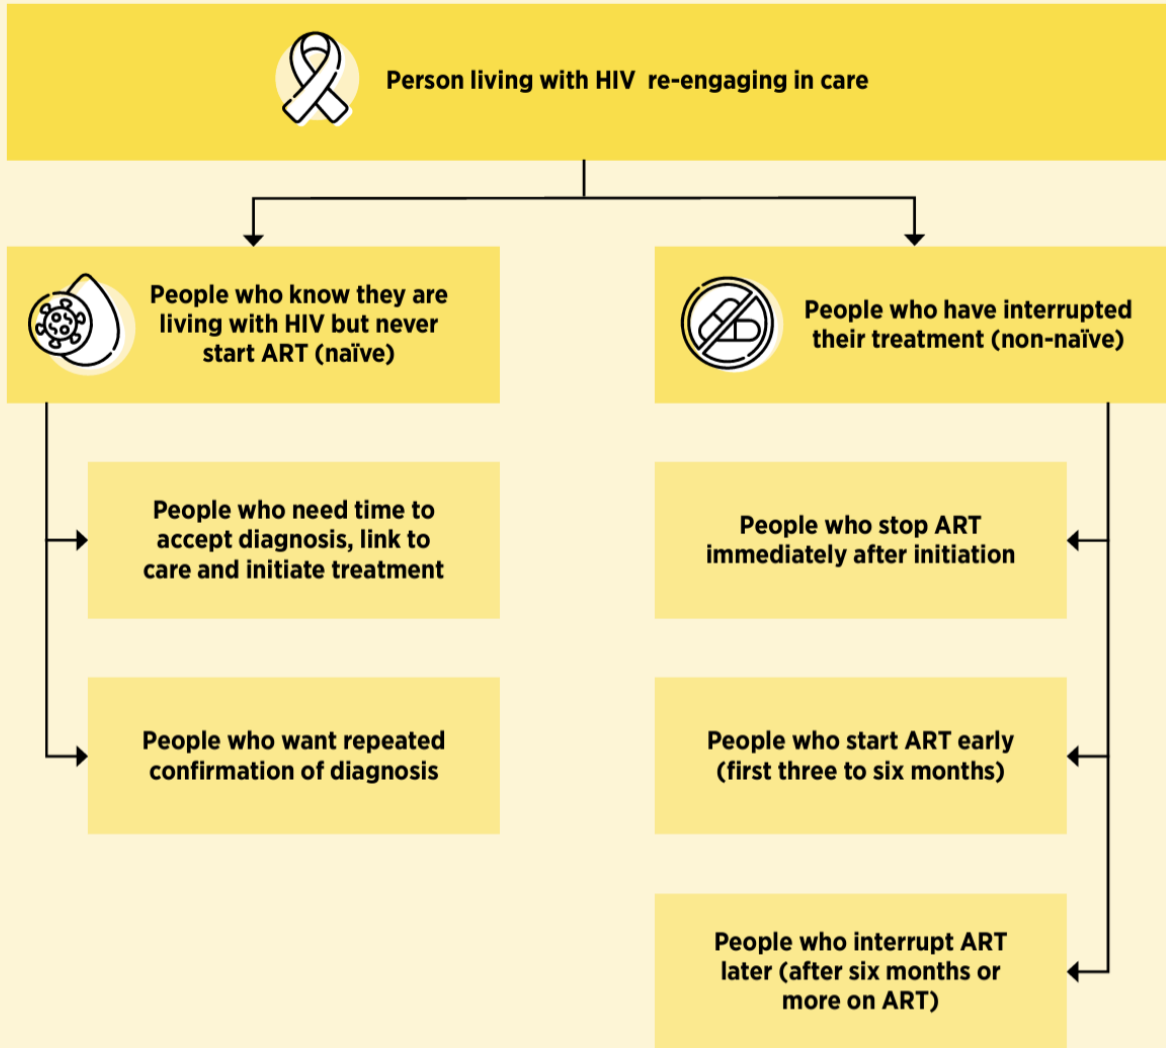 Person living with HIV re-engaging in care
People who know they are
living with HIV but never
start ART (naïve)
People who need time to
accept diagnosis, link to
care and initiate treatment
People who want repeated
confirmation of diagnosis
People who have interrupted
their treatment (non-naïve)
People who stop ART
immediately after initiation
People who start ART early
(first three to six months)
People who interrupt ART
later (after six months or
more on ART)